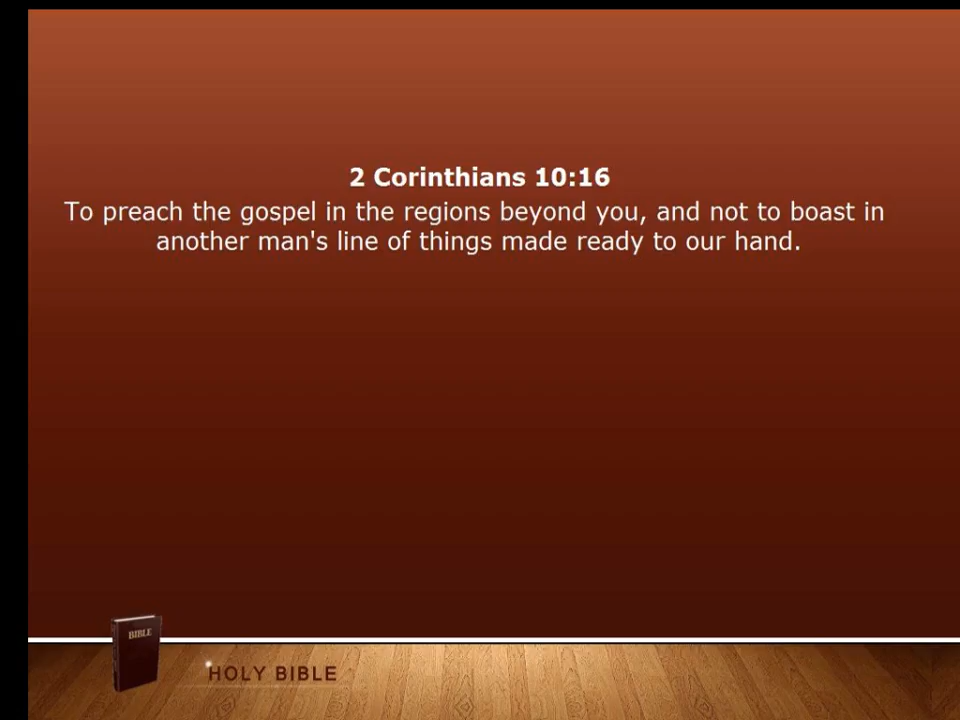 2 Corinthians 10:16
To preach the gospel in the regions beyond you, and not to boast in
another man's line of things made ready to our hand.
BIBLE
HOLY BIBLE